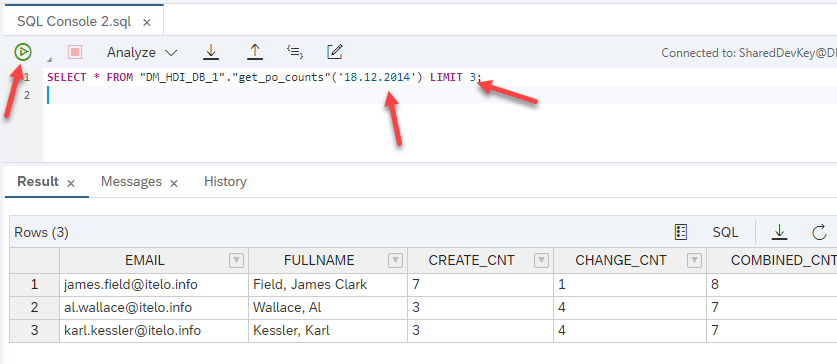 SQL Console 2.sql ×
Analyze
Connected to: SharedDevKey@D
1 SELECT * FROM "DM_HDI_DB_1"."get_po_counts"('18.12.2014') LIMIT 3;
2
Result × Messages × History
Rows (3) SQL
EMAIL FULLNAME CREATE_CNT CHANGE_CNT COMBINED_CNT
1 james.field@itelo.info Field, James Clark 7 1 8
2 al.wallace@itelo.info Wallace, Al 3 4 7
3 karl.kessler@itelo.info Kessler, Karl 3 4 7